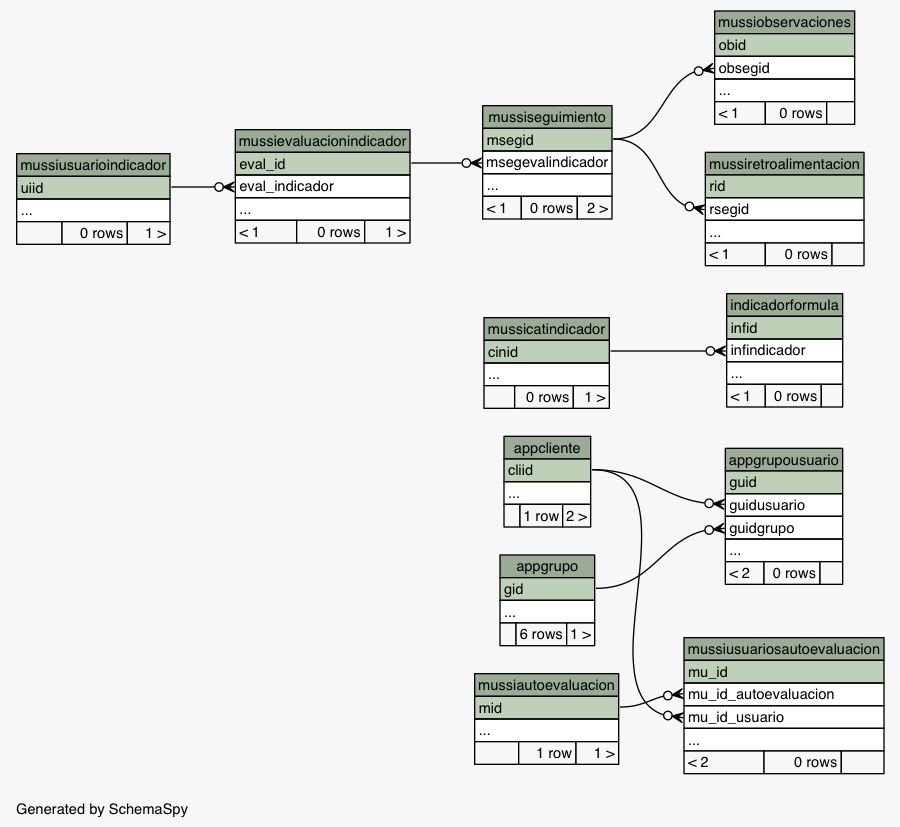 mussiobservaciones
obid
obsegid
...
< 1 0 rows
mussiseguimiento
msegid
msegevalindicador
...
< 1 0 rows 2 >
mussievaluacionindicador
eval_id
eval_indicador
...
< 1 0 rows 1 >
mussiusuarioindicador
uiid
...
0 rows 1 >
mussiretroalimentacion
rid
rsegid
...
< 1 0 rows
indicadorformula
infid
infindicador
...
< 1 0 rows
mussicatindicador
cinid
...
0 rows 1 >
appcliente
cliid
...
1 row 2 >
appgrupousuario
guid
guidusuario
guidgrupo
...
< 2 0 rows
appgrupo
gid
...
6 rows 1 >
mussiusuariosautoevaluacion
mu_id
mu_id_autoevaluacion
mu_id_usuario
...
< 2 0 rows
mussiautoevaluacion
mid
...
1 row 1 >
Generated by SchemaSpy